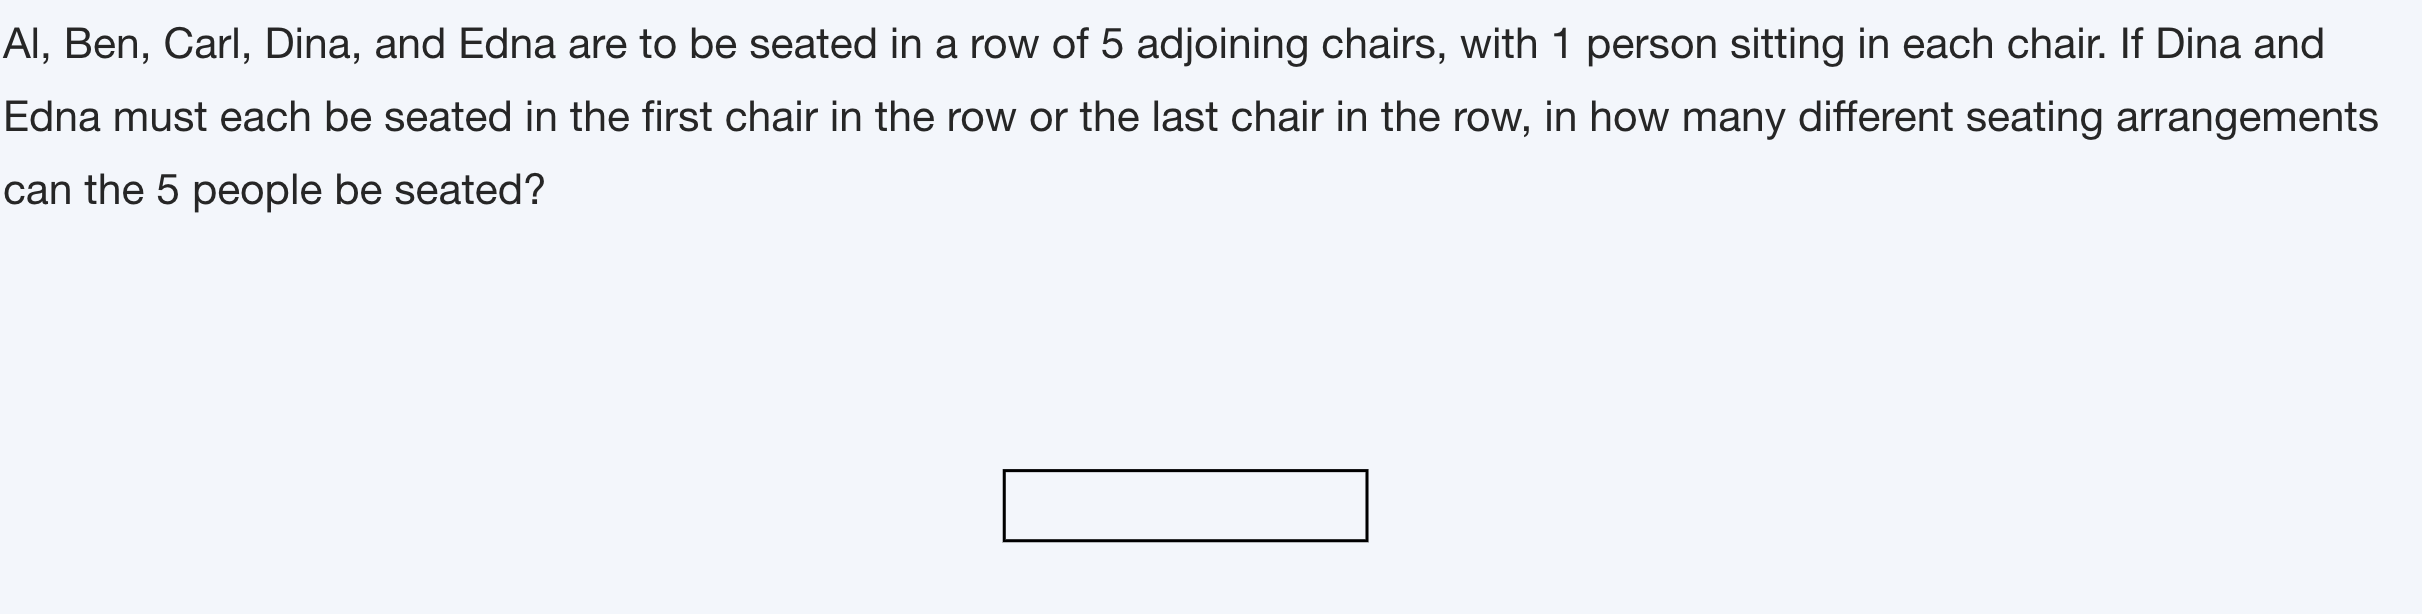 Al, Ben, Carl, Dina, and Edna are to be seated in a row of 5 adjoining chairs, with 1 person sitting in each chair. If Dina and
Edna must each be seated in the first chair in the row or the last chair in the row, in how many different seating arrangements
can the 5 people be seated?